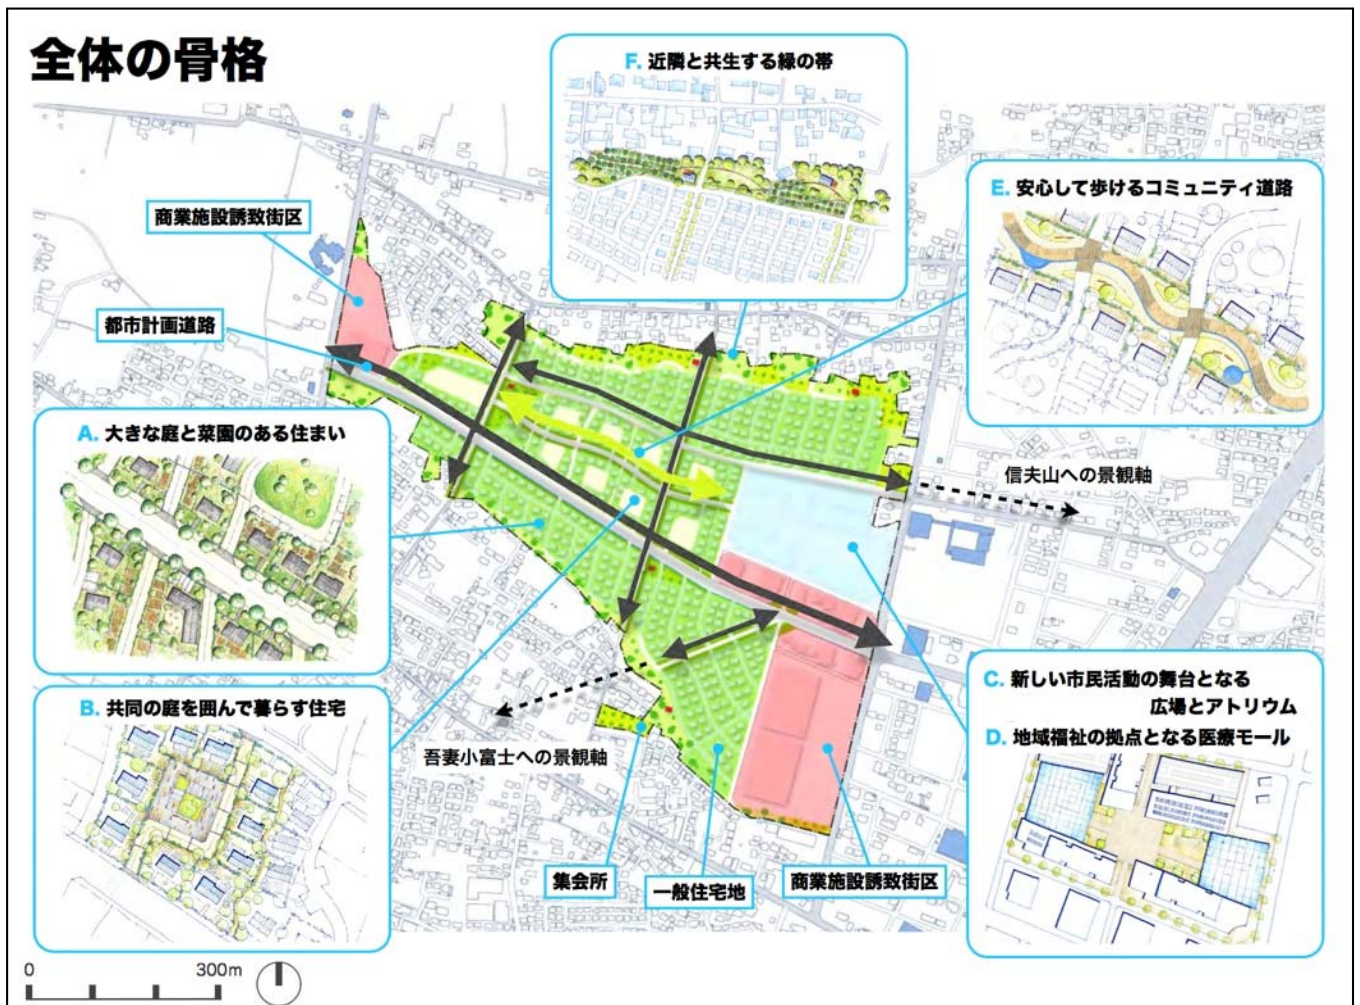 全体の骨格
F. 近隣と共生する緑の帯
E. 安心して歩けるコミュニティ道路
商業施設誘致街区
都市計画道路
A. 大きな庭と菜園のある住まい
信夫山への景観軸
B. 共同の庭を囲んで暮らす住宅
吾妻小富士への景観軸
C. 新しい市民活動の舞台となる
広場とアトリウム
D. 地域福祉の拠点となる医療モール
集会所
一般住宅地
商業施設誘致街区
0
300m